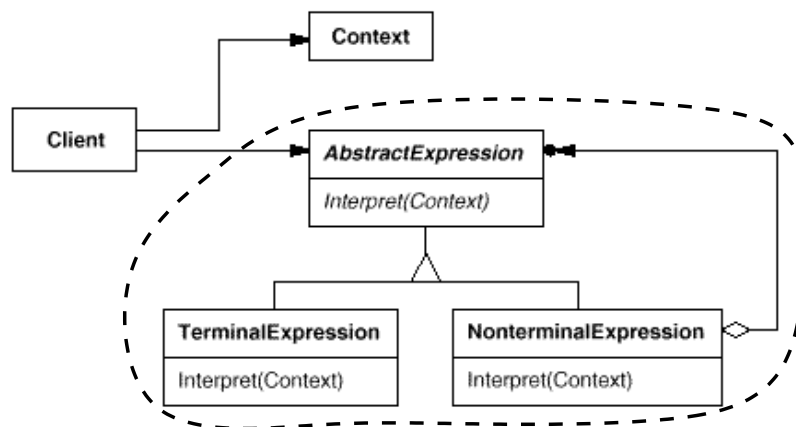 Context
Client
AbstractExpression
Interpret(Context)
TerminalExpression
Interpret(Context)
NonterminalExpression
Interpret(Context)